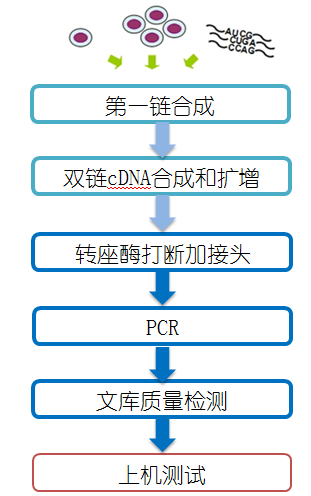 AUCG
CUGA
CCAG
第一链合成
双链cDNA合成和扩增
转座酶打断加接头
PCR
文库质量检测
上机测试